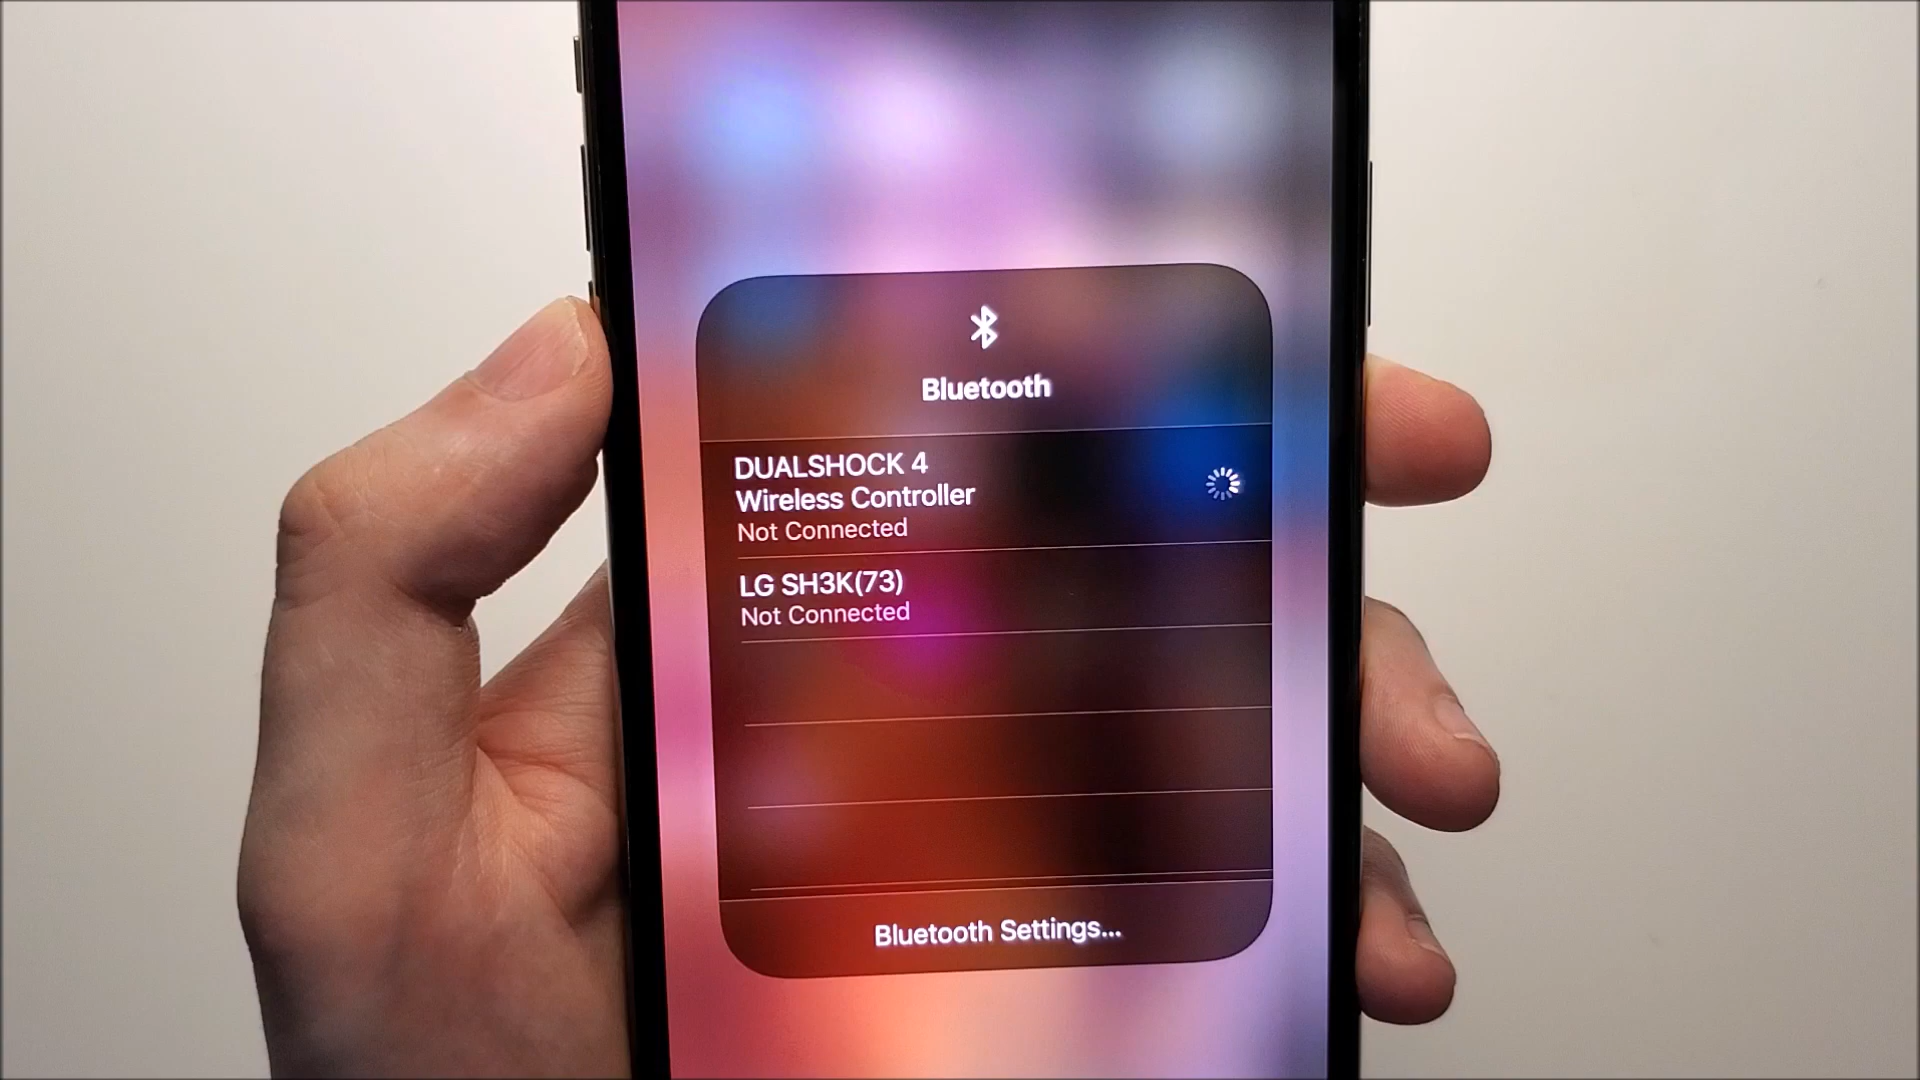 Bluetooth
DUALSHOCK 4
Wireless Controller
Not Connected
LG SH3K(73)
Not Connected
Bluetooth Settings...